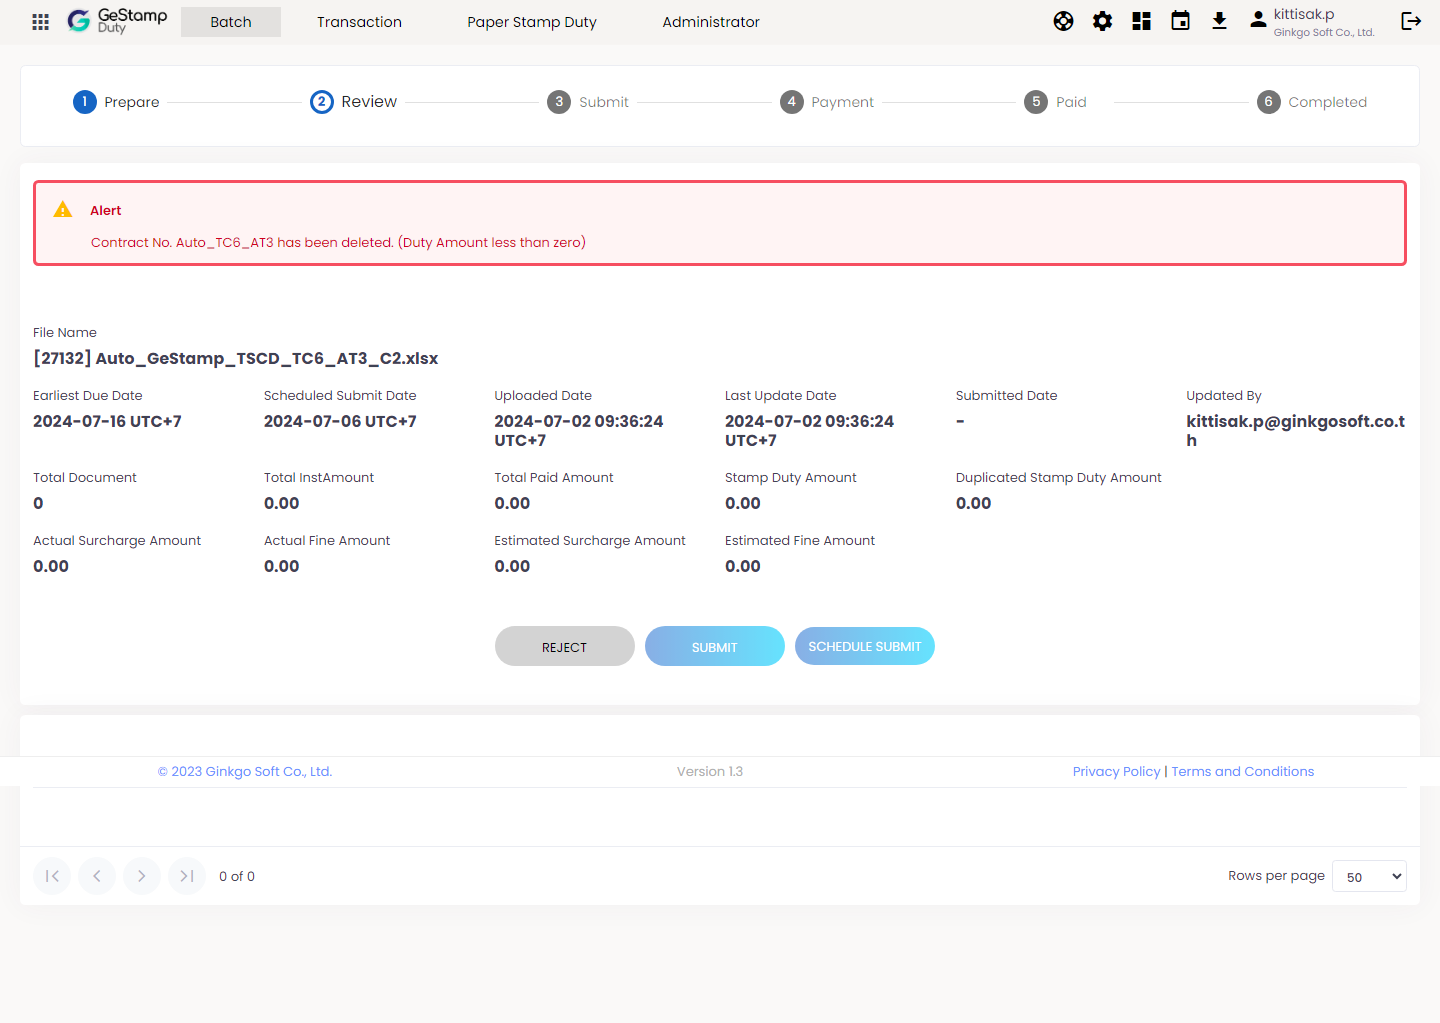 GeStamp
Duty
Batch
Transaction
Paper Stamp Duty
Administrator
kittisak.p
Ginkgo Soft Co., Ltd.
1 Prepare
2 Review
3 Submit
4 Payment
5 Paid
6 Completed
Alert
Contract No. Auto_TC6_AT3 has been deleted. (Duty Amount less than zero)
File Name
[27132] Auto_GeStamp_TSCD_TC6_AT3_C2.xlsx
Earliest Due Date
2024-07-16 UTC+7
Scheduled Submit Date
2024-07-06 UTC+7
Uploaded Date
2024-07-02 09:36:24
UTC+7
Last Update Date
2024-07-02 09:36:24
UTC+7
Submitted Date
-
Updated By
kittisak.p@ginkgosoft.co.t
h
Total Document
0
Total InstAmount
0.00
Total Paid Amount
0.00
Stamp Duty Amount
0.00
Duplicated Stamp Duty Amount
0.00
Actual Surcharge Amount
0.00
Actual Fine Amount
0.00
Estimated Surcharge Amount
0.00
Estimated Fine Amount
0.00
REJECT
SUBMIT
SCHEDULE SUBMIT
© 2023 Ginkgo Soft Co., Ltd.
Version 1.3
Privacy Policy | Terms and Conditions
0 of 0
Rows per page 50